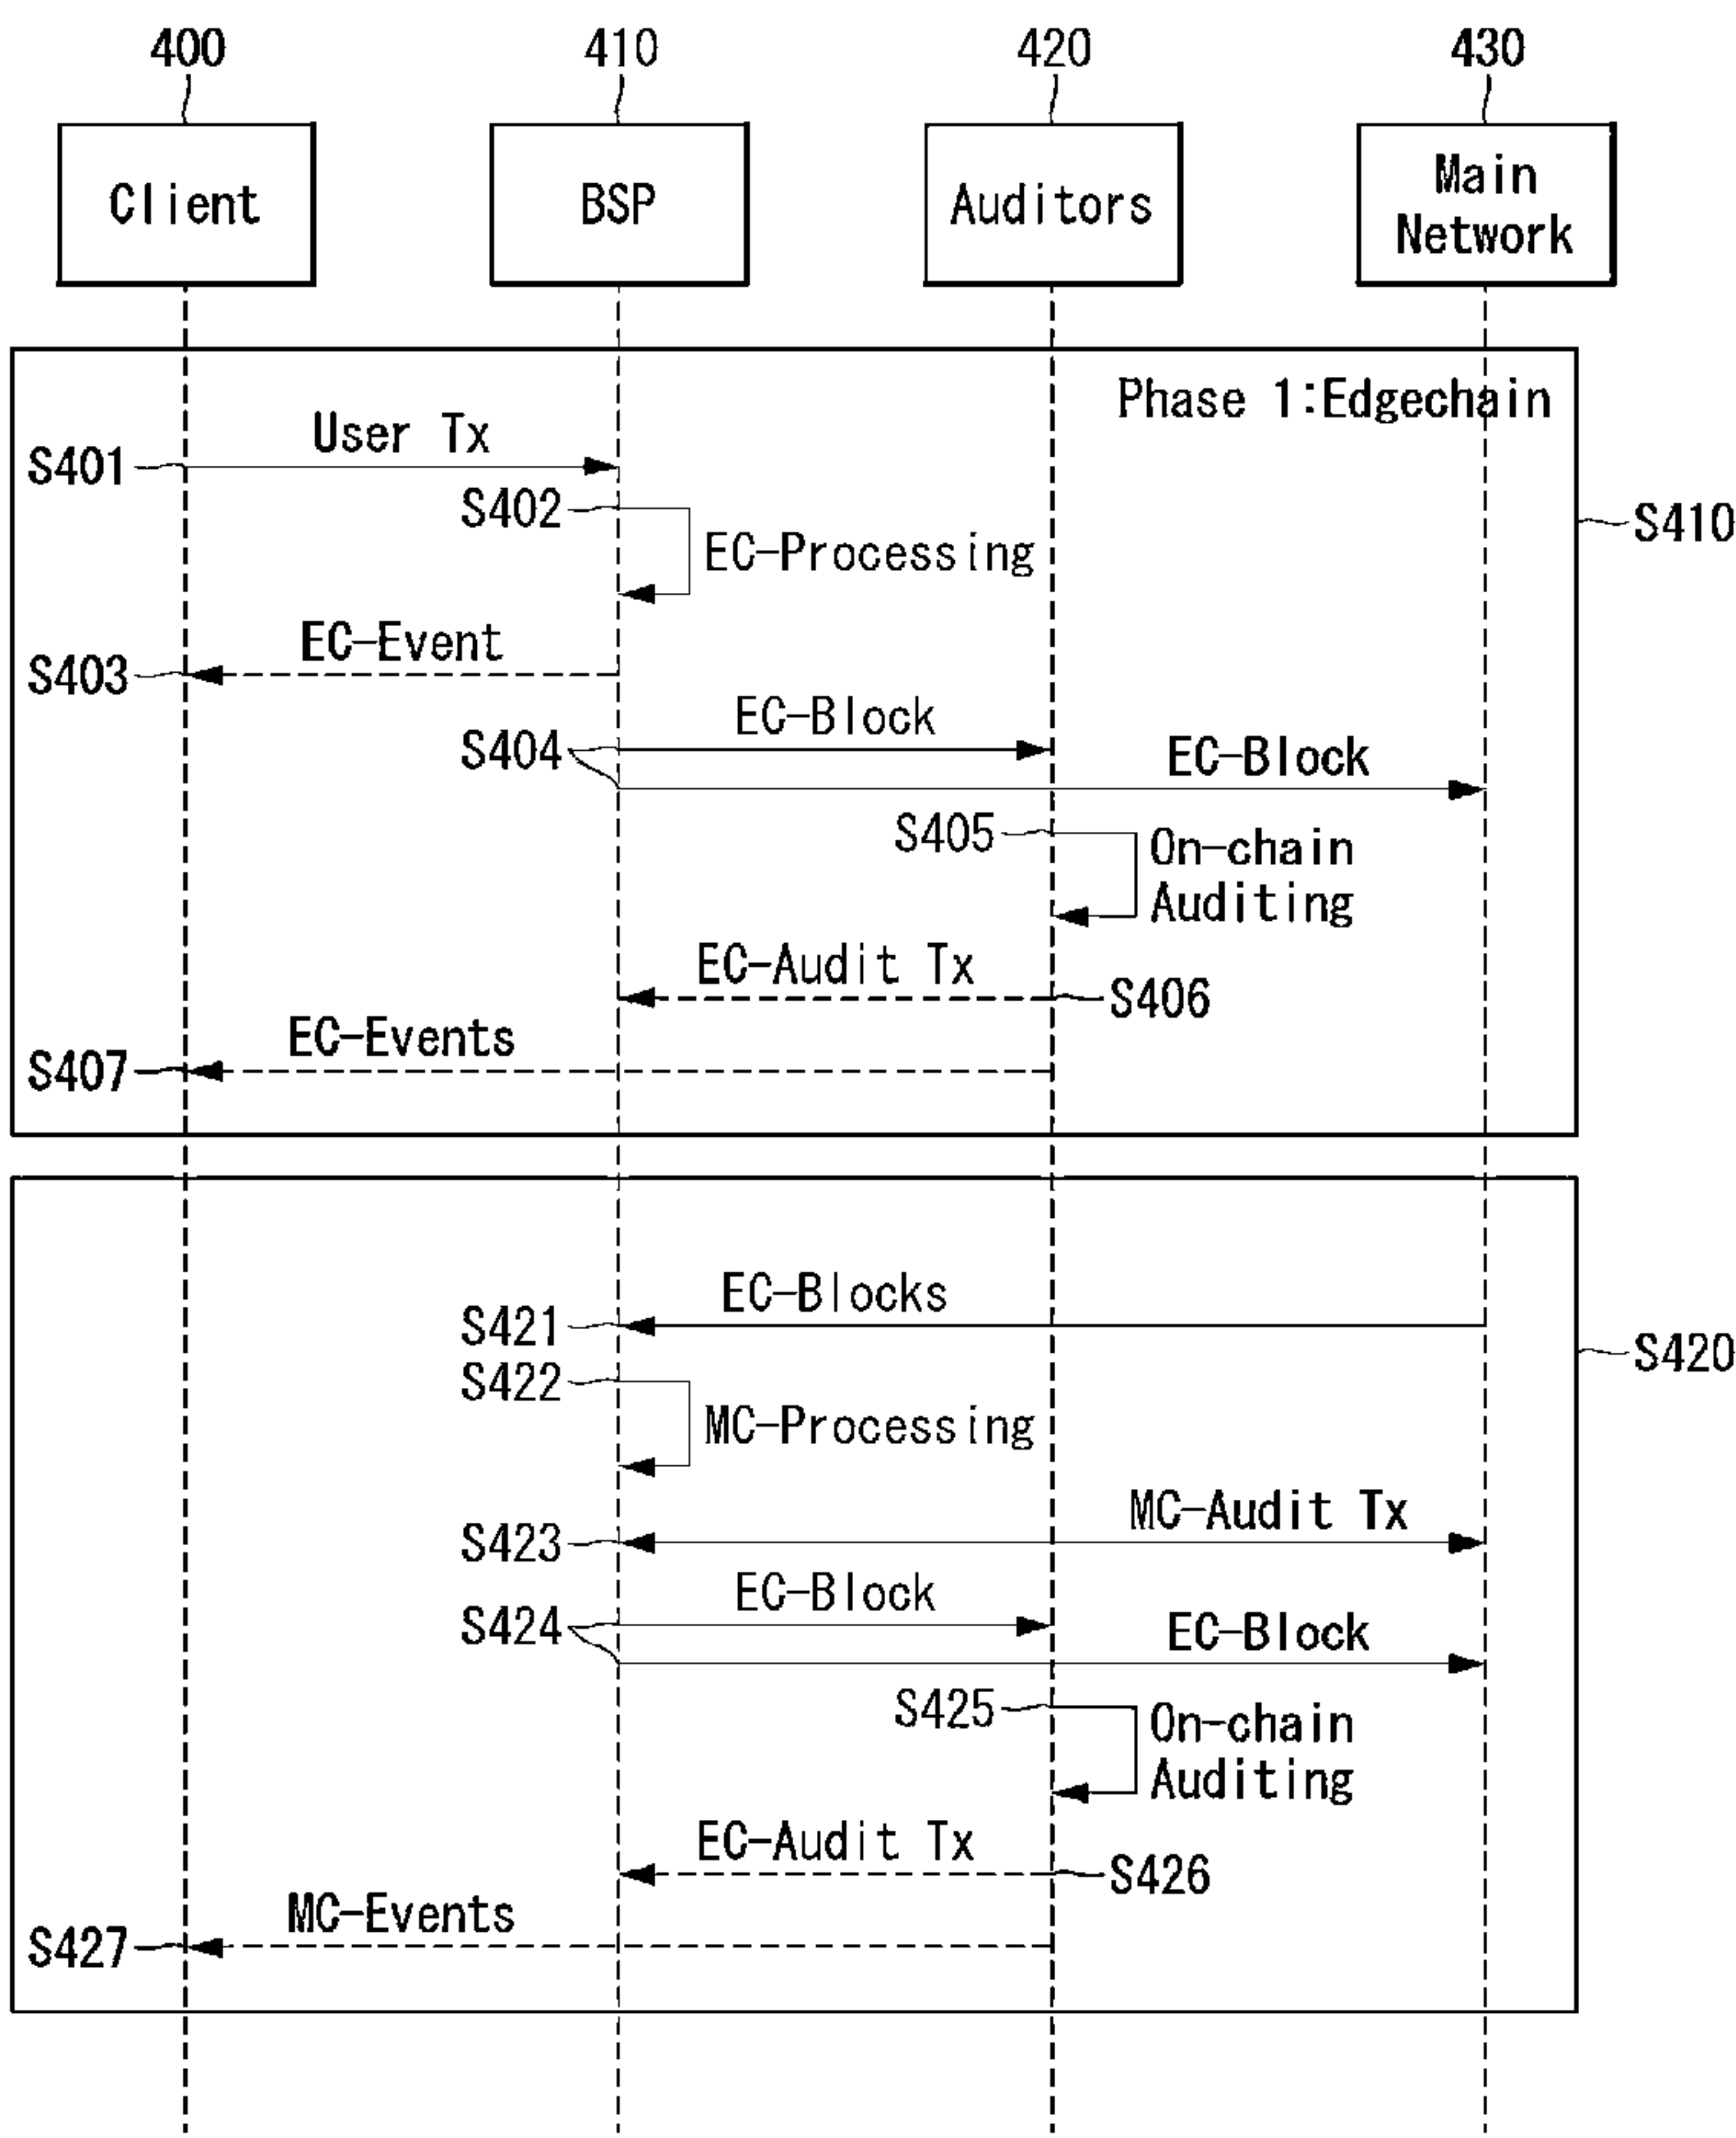 400
410
420
430
Client
BSP
Auditors
Main
Network
Phase 1:Edgechain
User Tx
S401
S402
S410
EC-Processing
EC-Event
S403
EC-Block
S404
EC-Block
S405
On-chain
Auditing
EC-Audit Tx
S406
EC-Events
S407
EC-Blocks
S421
S420
S422
MC-Processing
MC-Audit Tx
S423
EC-Block
S424
EC-Block
S425
On-chain
Auditing
EC-Audit Tx
S426
MC-Events
S427